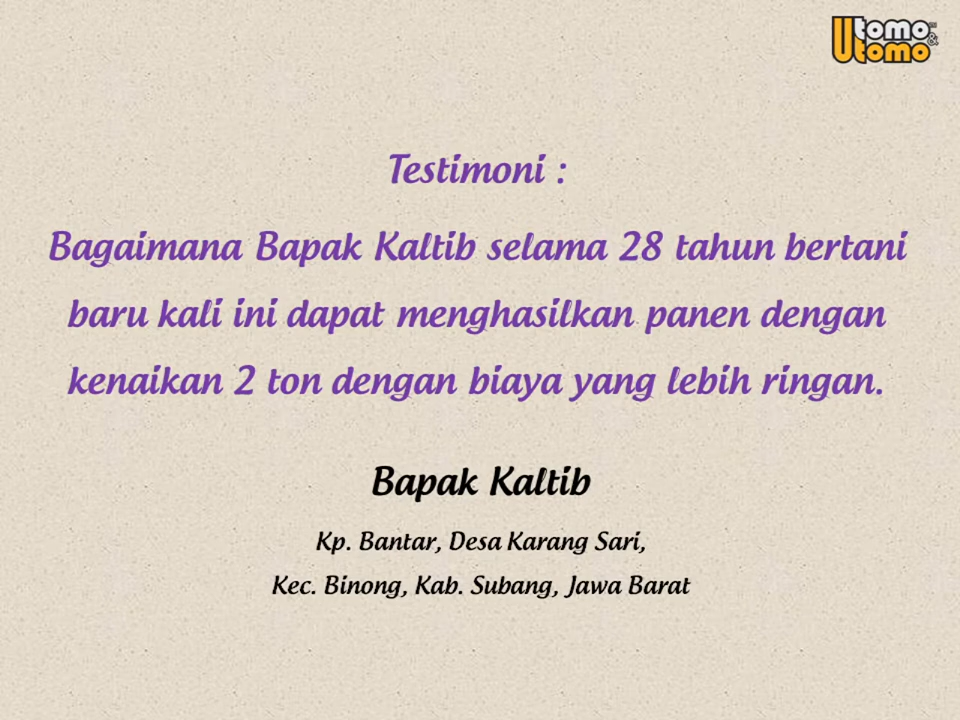 Utomo &
Utomo
Testimoni :
Bagaimana Bapak Kaltib selama 28 tahun bertani
baru kali ini dapat menghasilkan panen dengan
kenaikan 2 ton dengan biaya yang lebih ringan.
Bapak Kaltib
Kp. Bantar, Desa Karang Sari,
Kec. Binong, Kab. Subang, Jawa Barat